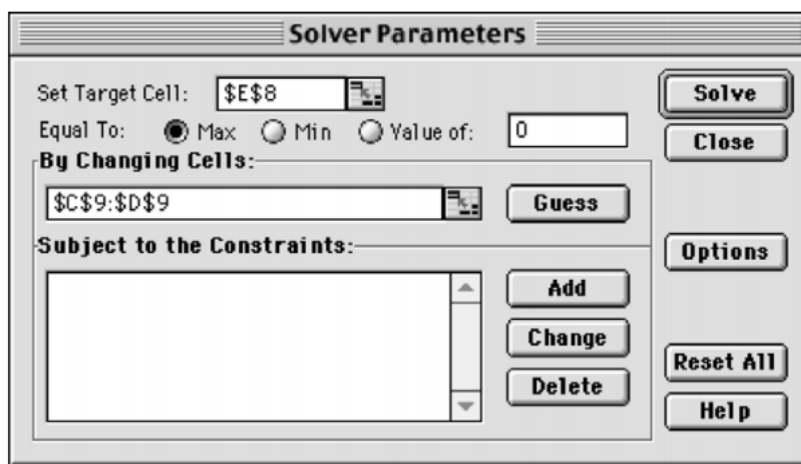 Solver Parameters
Set Target Cell: $E$8 Solve
Equal To: Max Min Value of: 0 Close
By Changing Cells:
$C$9:$D$9 Guess
Subject to the Constraints: Options
Add
Change
Delete Reset All
Help